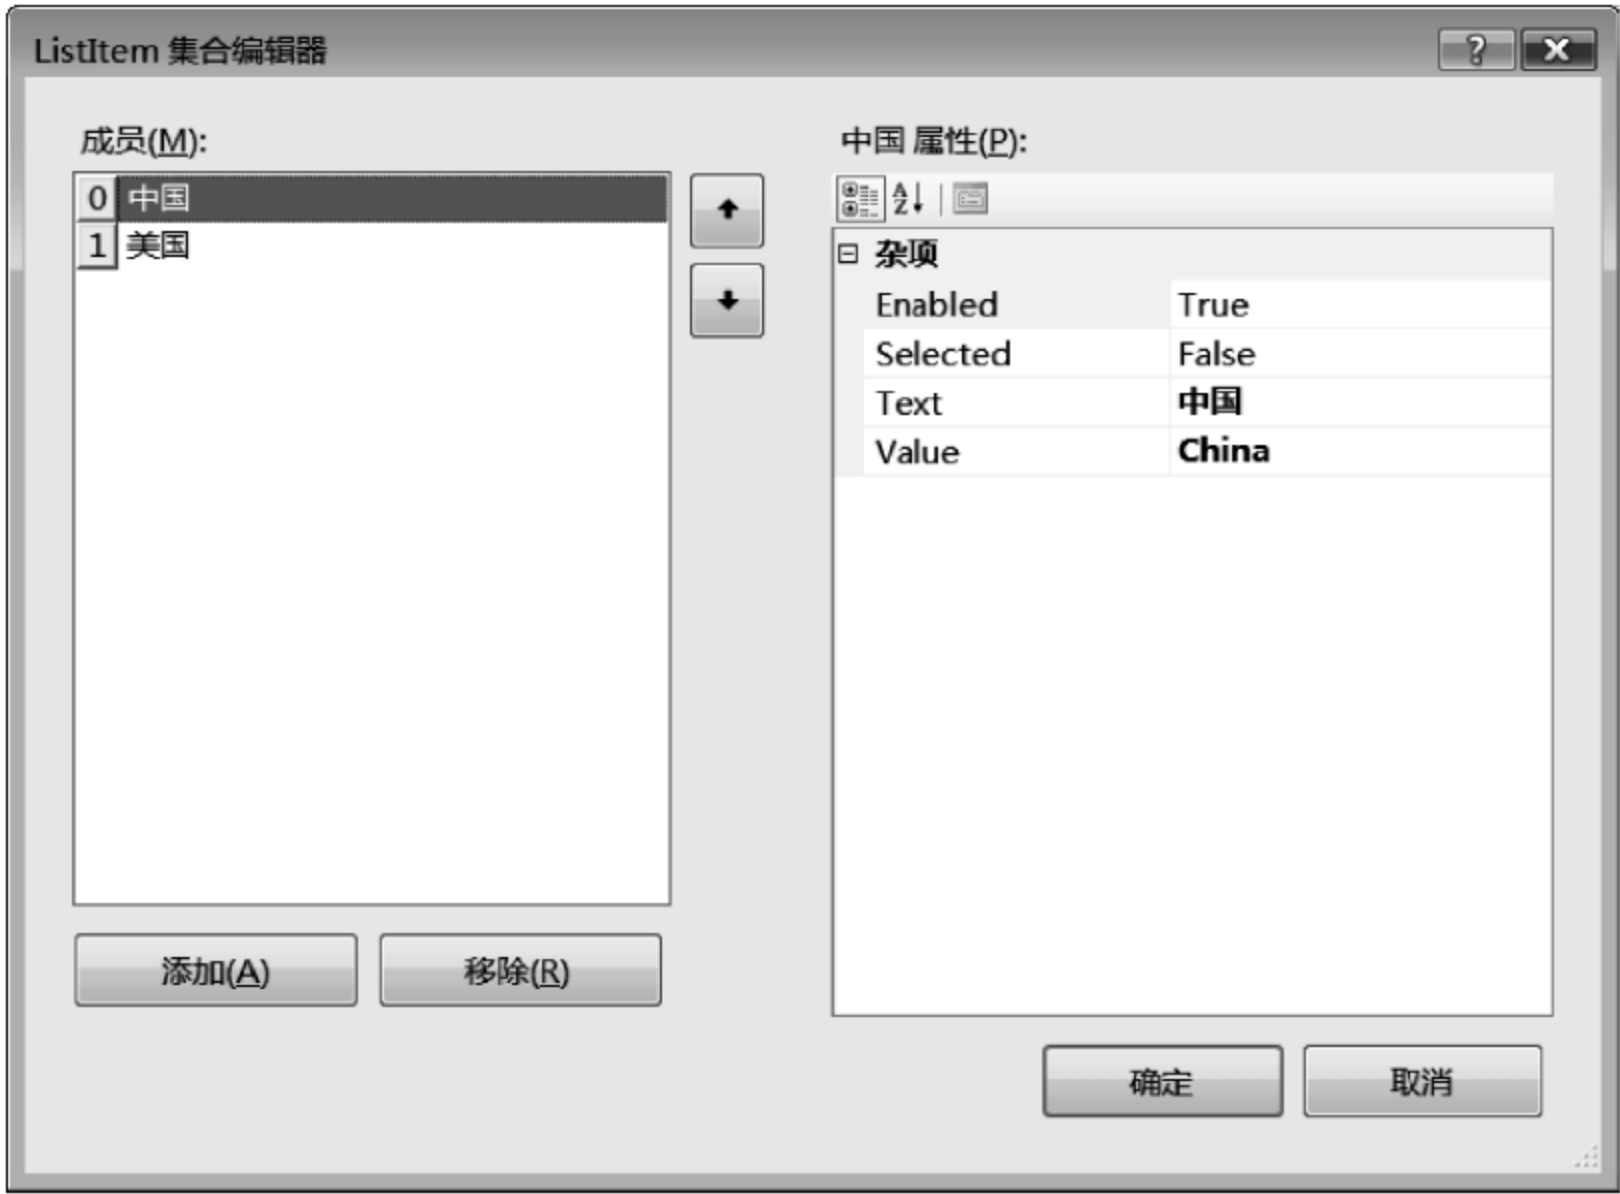 ListItem 集合编辑器
成员(M):
0 中国
1 美国
添加(A)
移除(R)
中国 属性(P):
杂项
Enabled True
Selected False
Text 中国
Value China
确定
取消